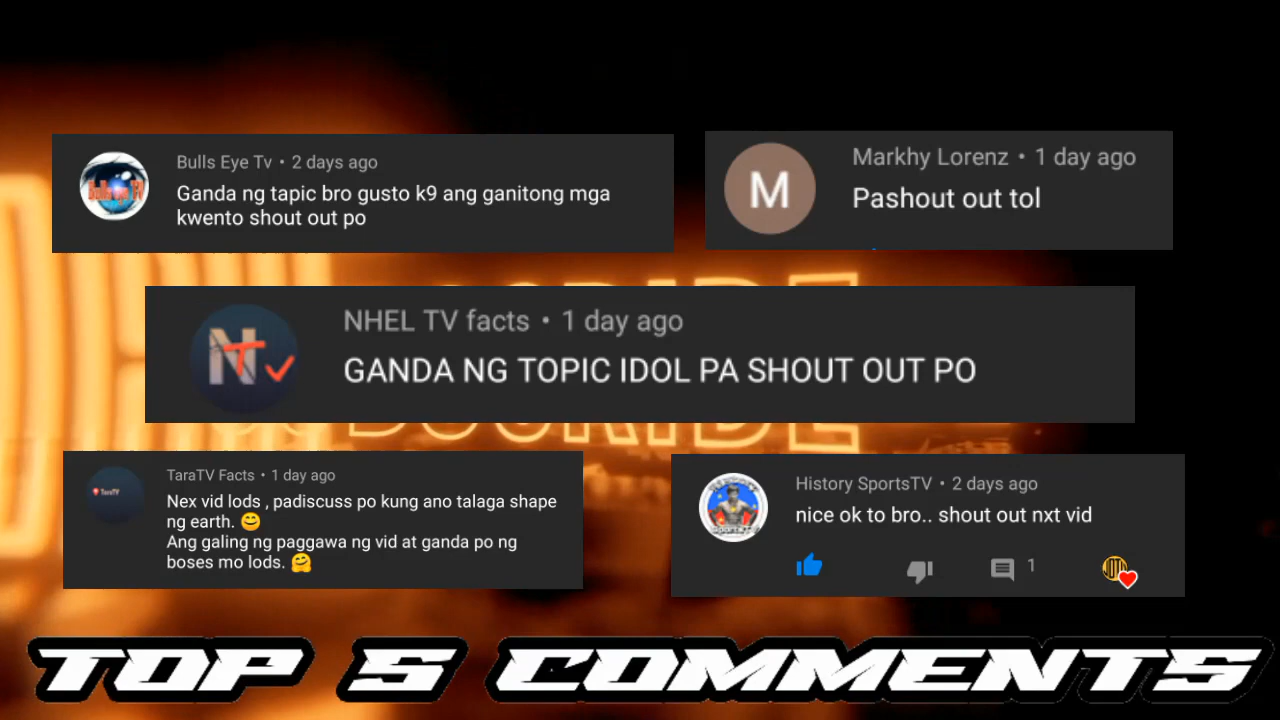 Bulls Eye Tv • 2 days ago
Ganda ng tapic bro gusto k9 ang ganitong mga
kwento shout out po
M
Markhy Lorenz • 1 day ago
Pashout out tol
NHEL TV facts • 1 day ago
GANDA NG TOPIC IDOL PA SHOUT OUT PO
TaraTV Facts • 1 day ago
TaraTV
Nex vid lods , padiscuss po kung ano talaga shape
ng earth. 😊
Ang galing ng paggawa ng vid at ganda po ng
boses mo lods. 🤗
History SportsTV • 2 days ago
nice ok to bro.. shout out nxt vid
1
TOP 5 COMMENTS